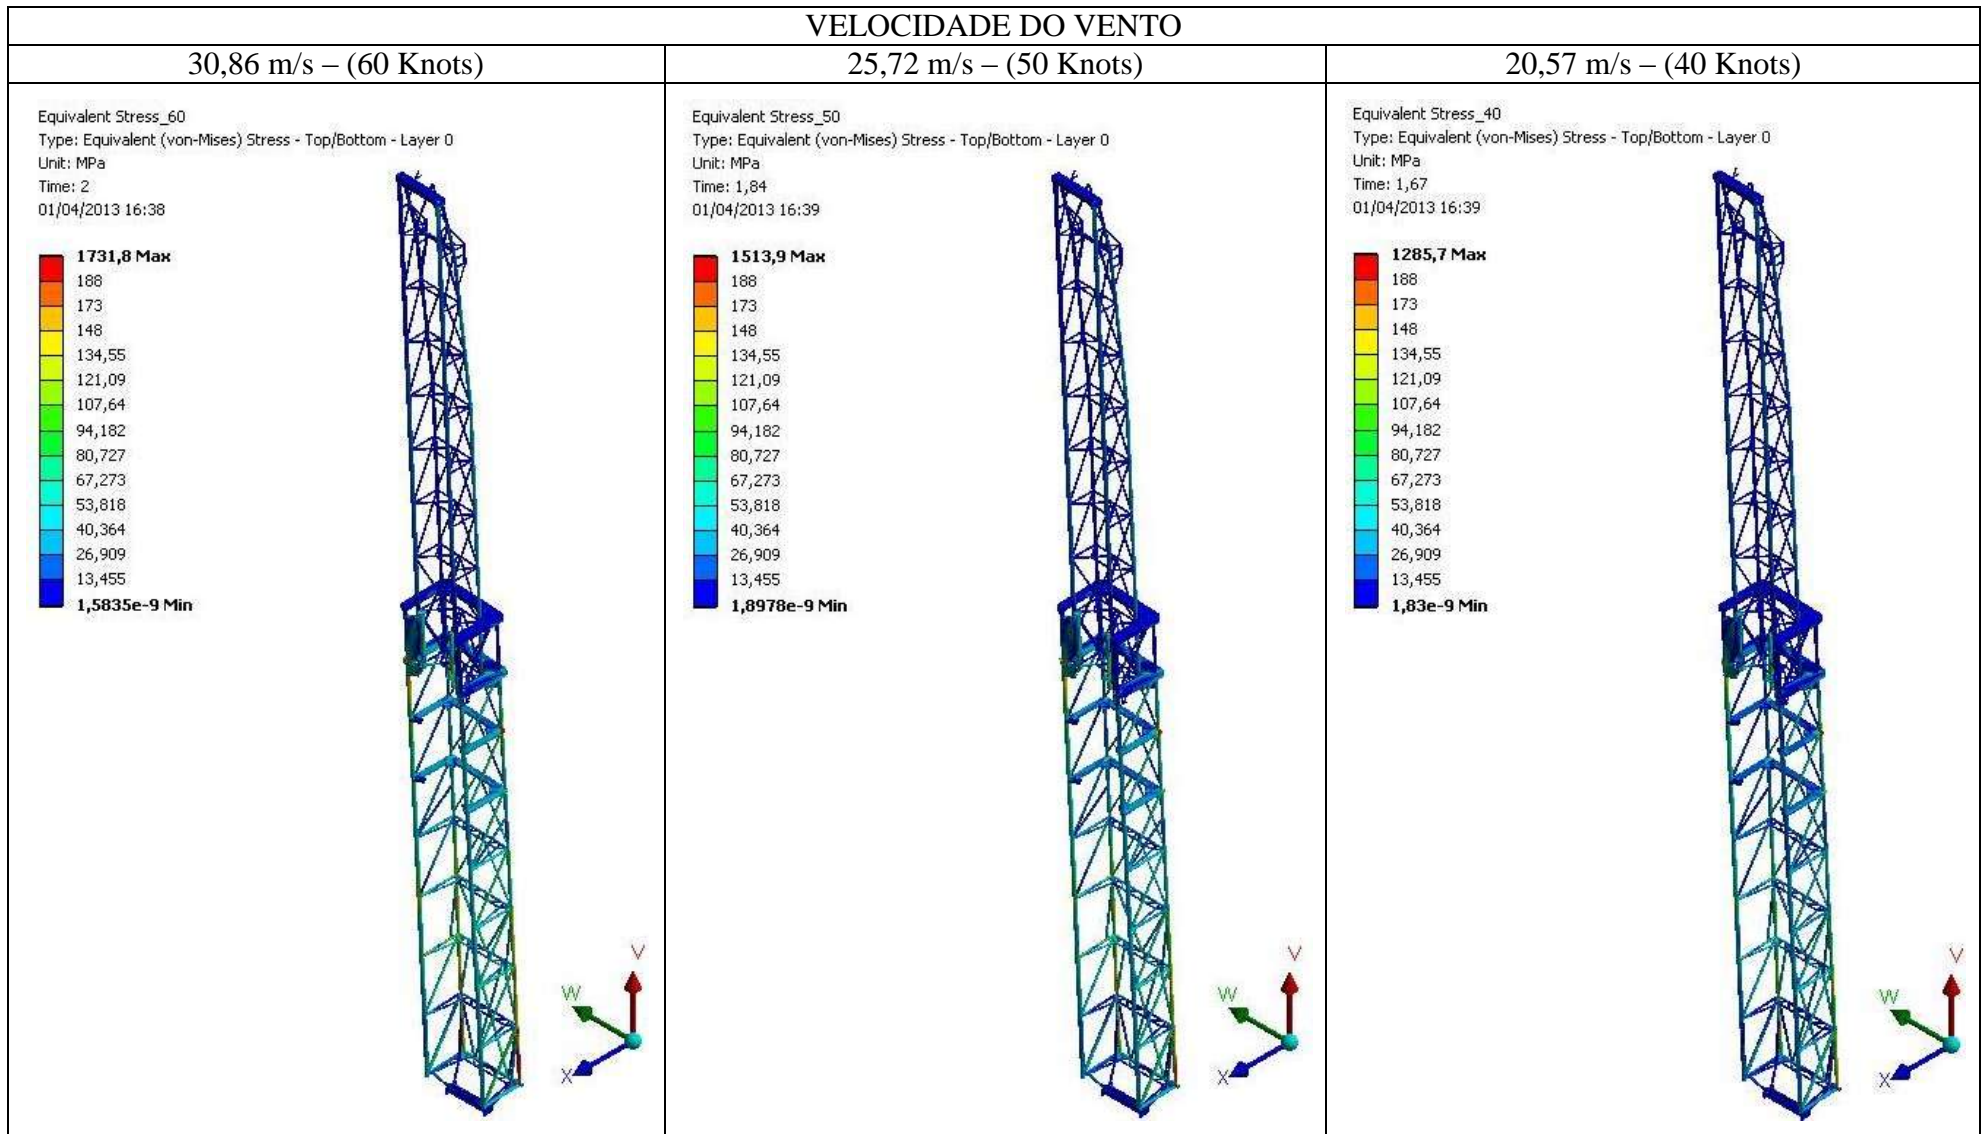 VELOCIDADE DO VENTO
30,86 m/s – (60 Knots)
25,72 m/s – (50 Knots)
20,57 m/s – (40 Knots)
Equivalent Stress_60
Type: Equivalent (von-Mises) Stress - Top/Bottom - Layer 0
Unit: MPa
Time: 2
01/04/2013 16:38
1731,8 Max
188
173
148
134,55
121,09
107,64
94,182
80,727
67,273
53,818
40,364
26,909
13,455
1,5835e-9 Min
V
W
X
Equivalent Stress_50
Type: Equivalent (von-Mises) Stress - Top/Bottom - Layer 0
Unit: MPa
Time: 1,84
01/04/2013 16:39
1513,9 Max
188
173
148
134,55
121,09
107,64
94,182
80,727
67,273
53,818
40,364
26,909
13,455
1,8978e-9 Min
V
W
X
Equivalent Stress_40
Type: Equivalent (von-Mises) Stress - Top/Bottom - Layer 0
Unit: MPa
Time: 1,67
01/04/2013 16:39
1285,7 Max
188
173
148
134,55
121,09
107,64
94,182
80,727
67,273
53,818
40,364
26,909
13,455
1,83e-9 Min
V
W
X